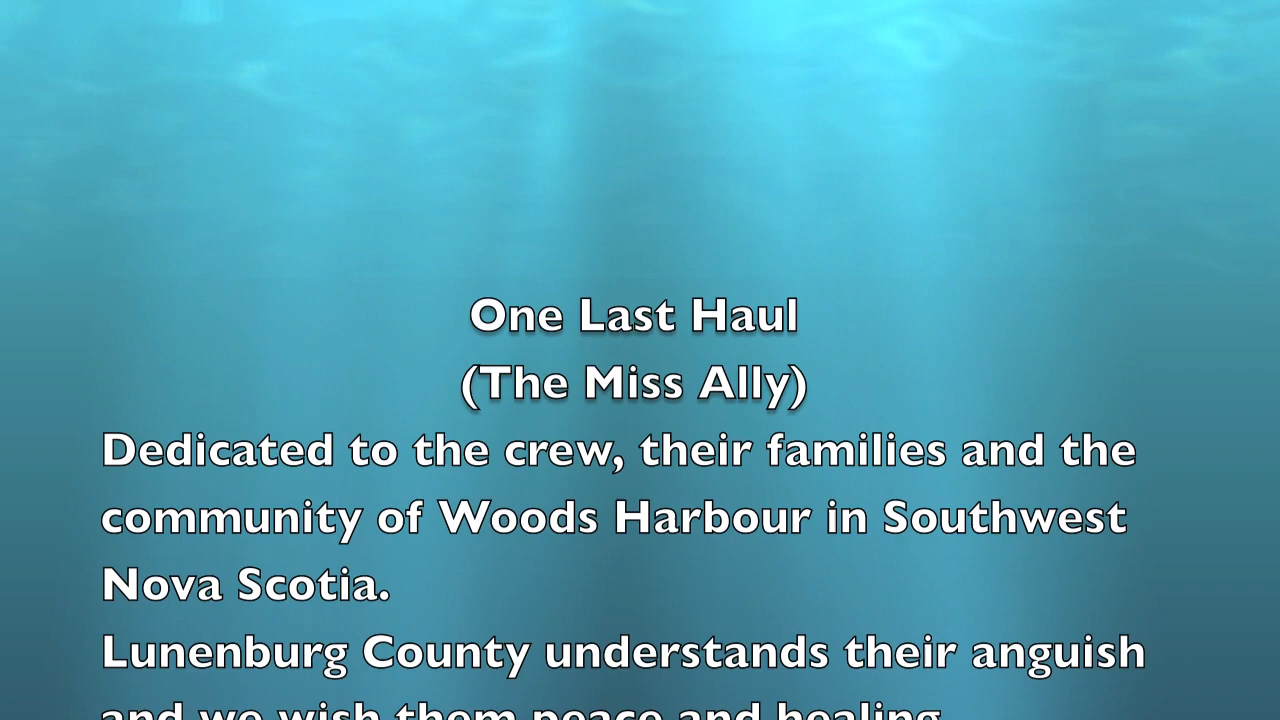 One Last Haul
(The Miss Ally)
Dedicated to the crew, their families and the
community of Woods Harbour in Southwest
Nova Scotia.
Lunenburg County understands their anguish
and we wish them peace and healing